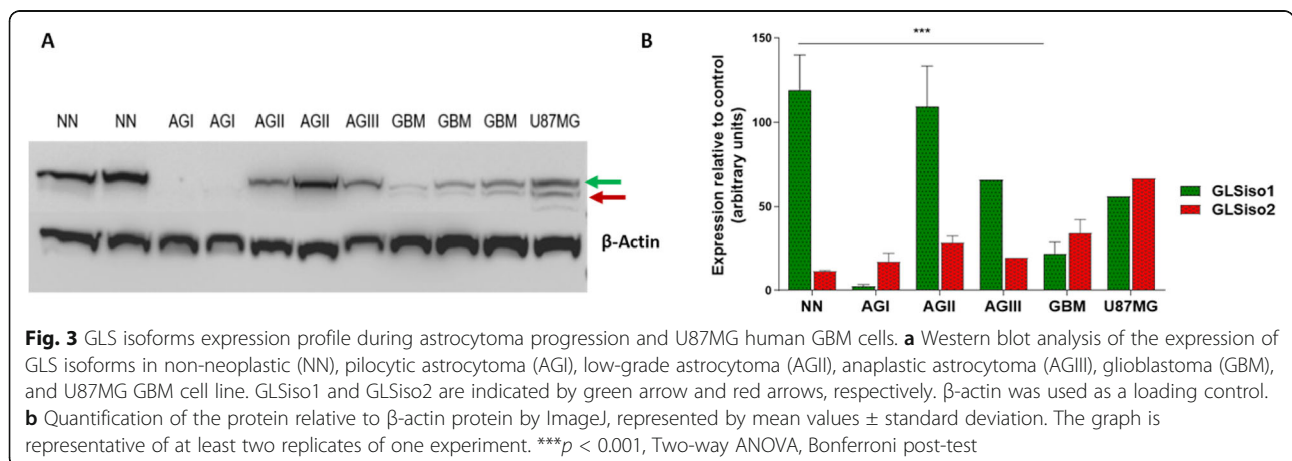 A
NN NN AGI AGI AGII AGII AGIII GBM GBM GBM U87MG
β-Actin
B
Expression relative to control
(arbitrary units)
150
100
50
0
***
NN AGI AGII AGIII GBM U87MG
GLSiso1
GLSiso2
Fig. 3 GLS isoforms expression profile during astrocytoma progression and U87MG human GBM cells. a Western blot analysis of the expression of
GLS isoforms in non-neoplastic (NN), pilocytic astrocytoma (AGI), low-grade astrocytoma (AGII), anaplastic astrocytoma (AGIII), glioblastoma (GBM),
and U87MG GBM cell line. GLSiso1 and GLSiso2 are indicated by green arrow and red arrows, respectively. β-actin was used as a loading control.
b Quantification of the protein relative to β-actin protein by ImageJ, represented by mean values ± standard deviation. The graph is
representative of at least two replicates of one experiment. ***p < 0.001, Two-way ANOVA, Bonferroni post-test